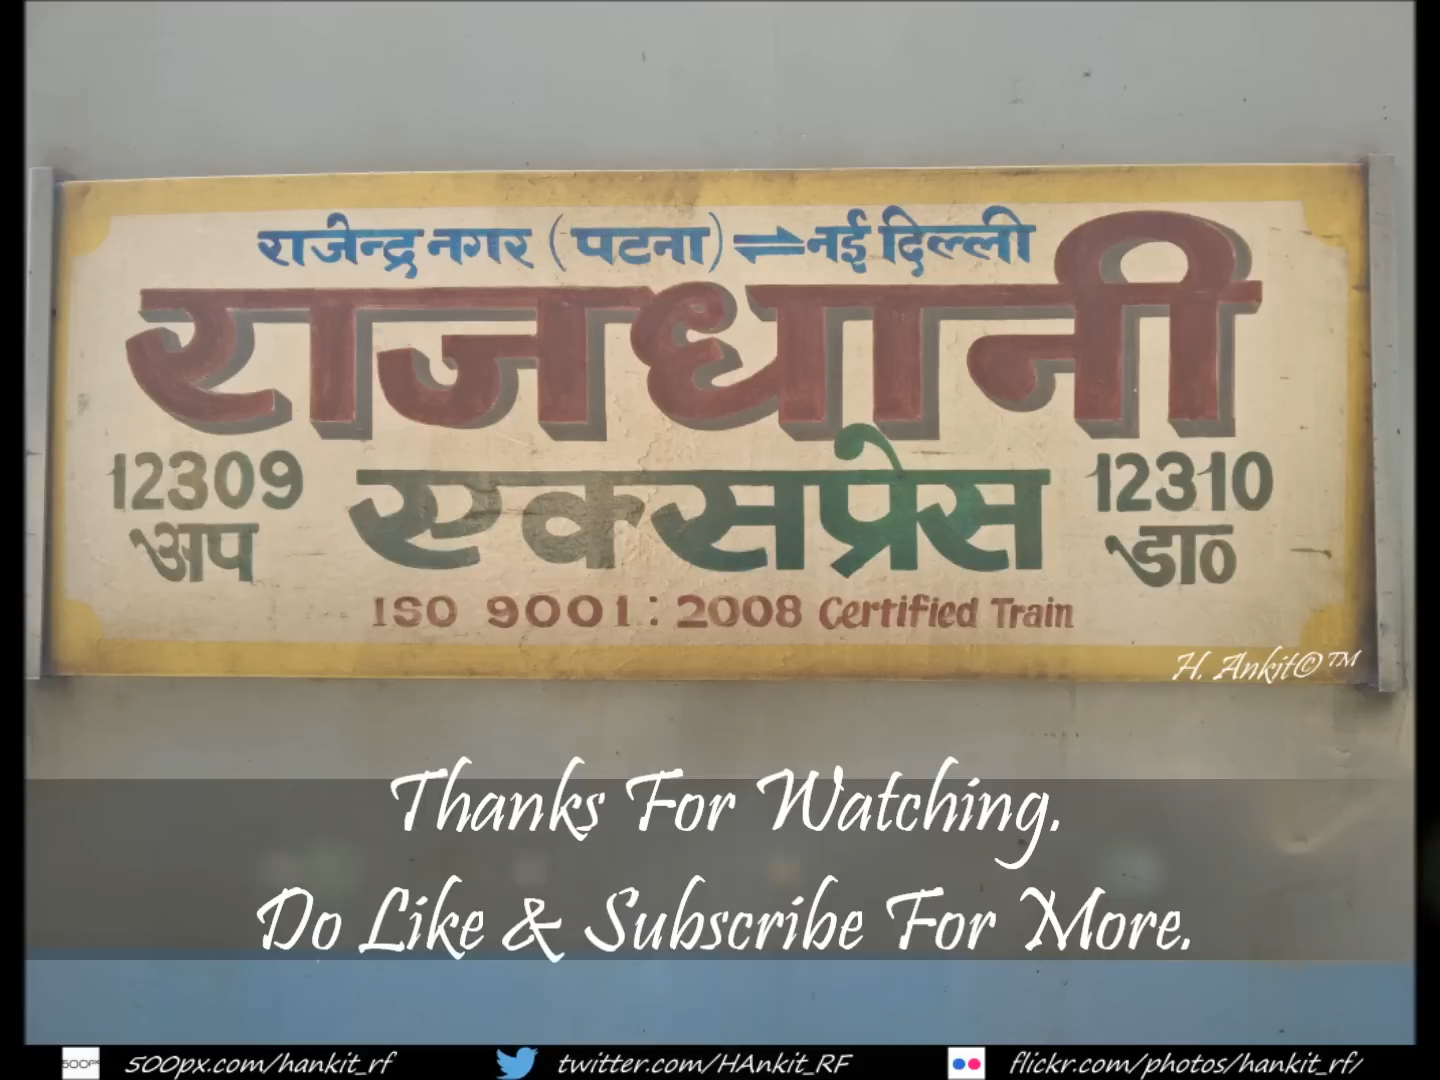 राजेन्द्र नगर (पटना) ⇌ नई दिल्ली
राजधानी
12309 एक्सप्रेस 12310
अप डा०
ISO 9001: 2008 Certified Train
H. Ankit©™
Thanks For Watching.
Do Like & Subscribe For More.
500px 500px.com/hankit_rf twitter.com/HAnkit_RF flickr.com/photos/hankit_rf/